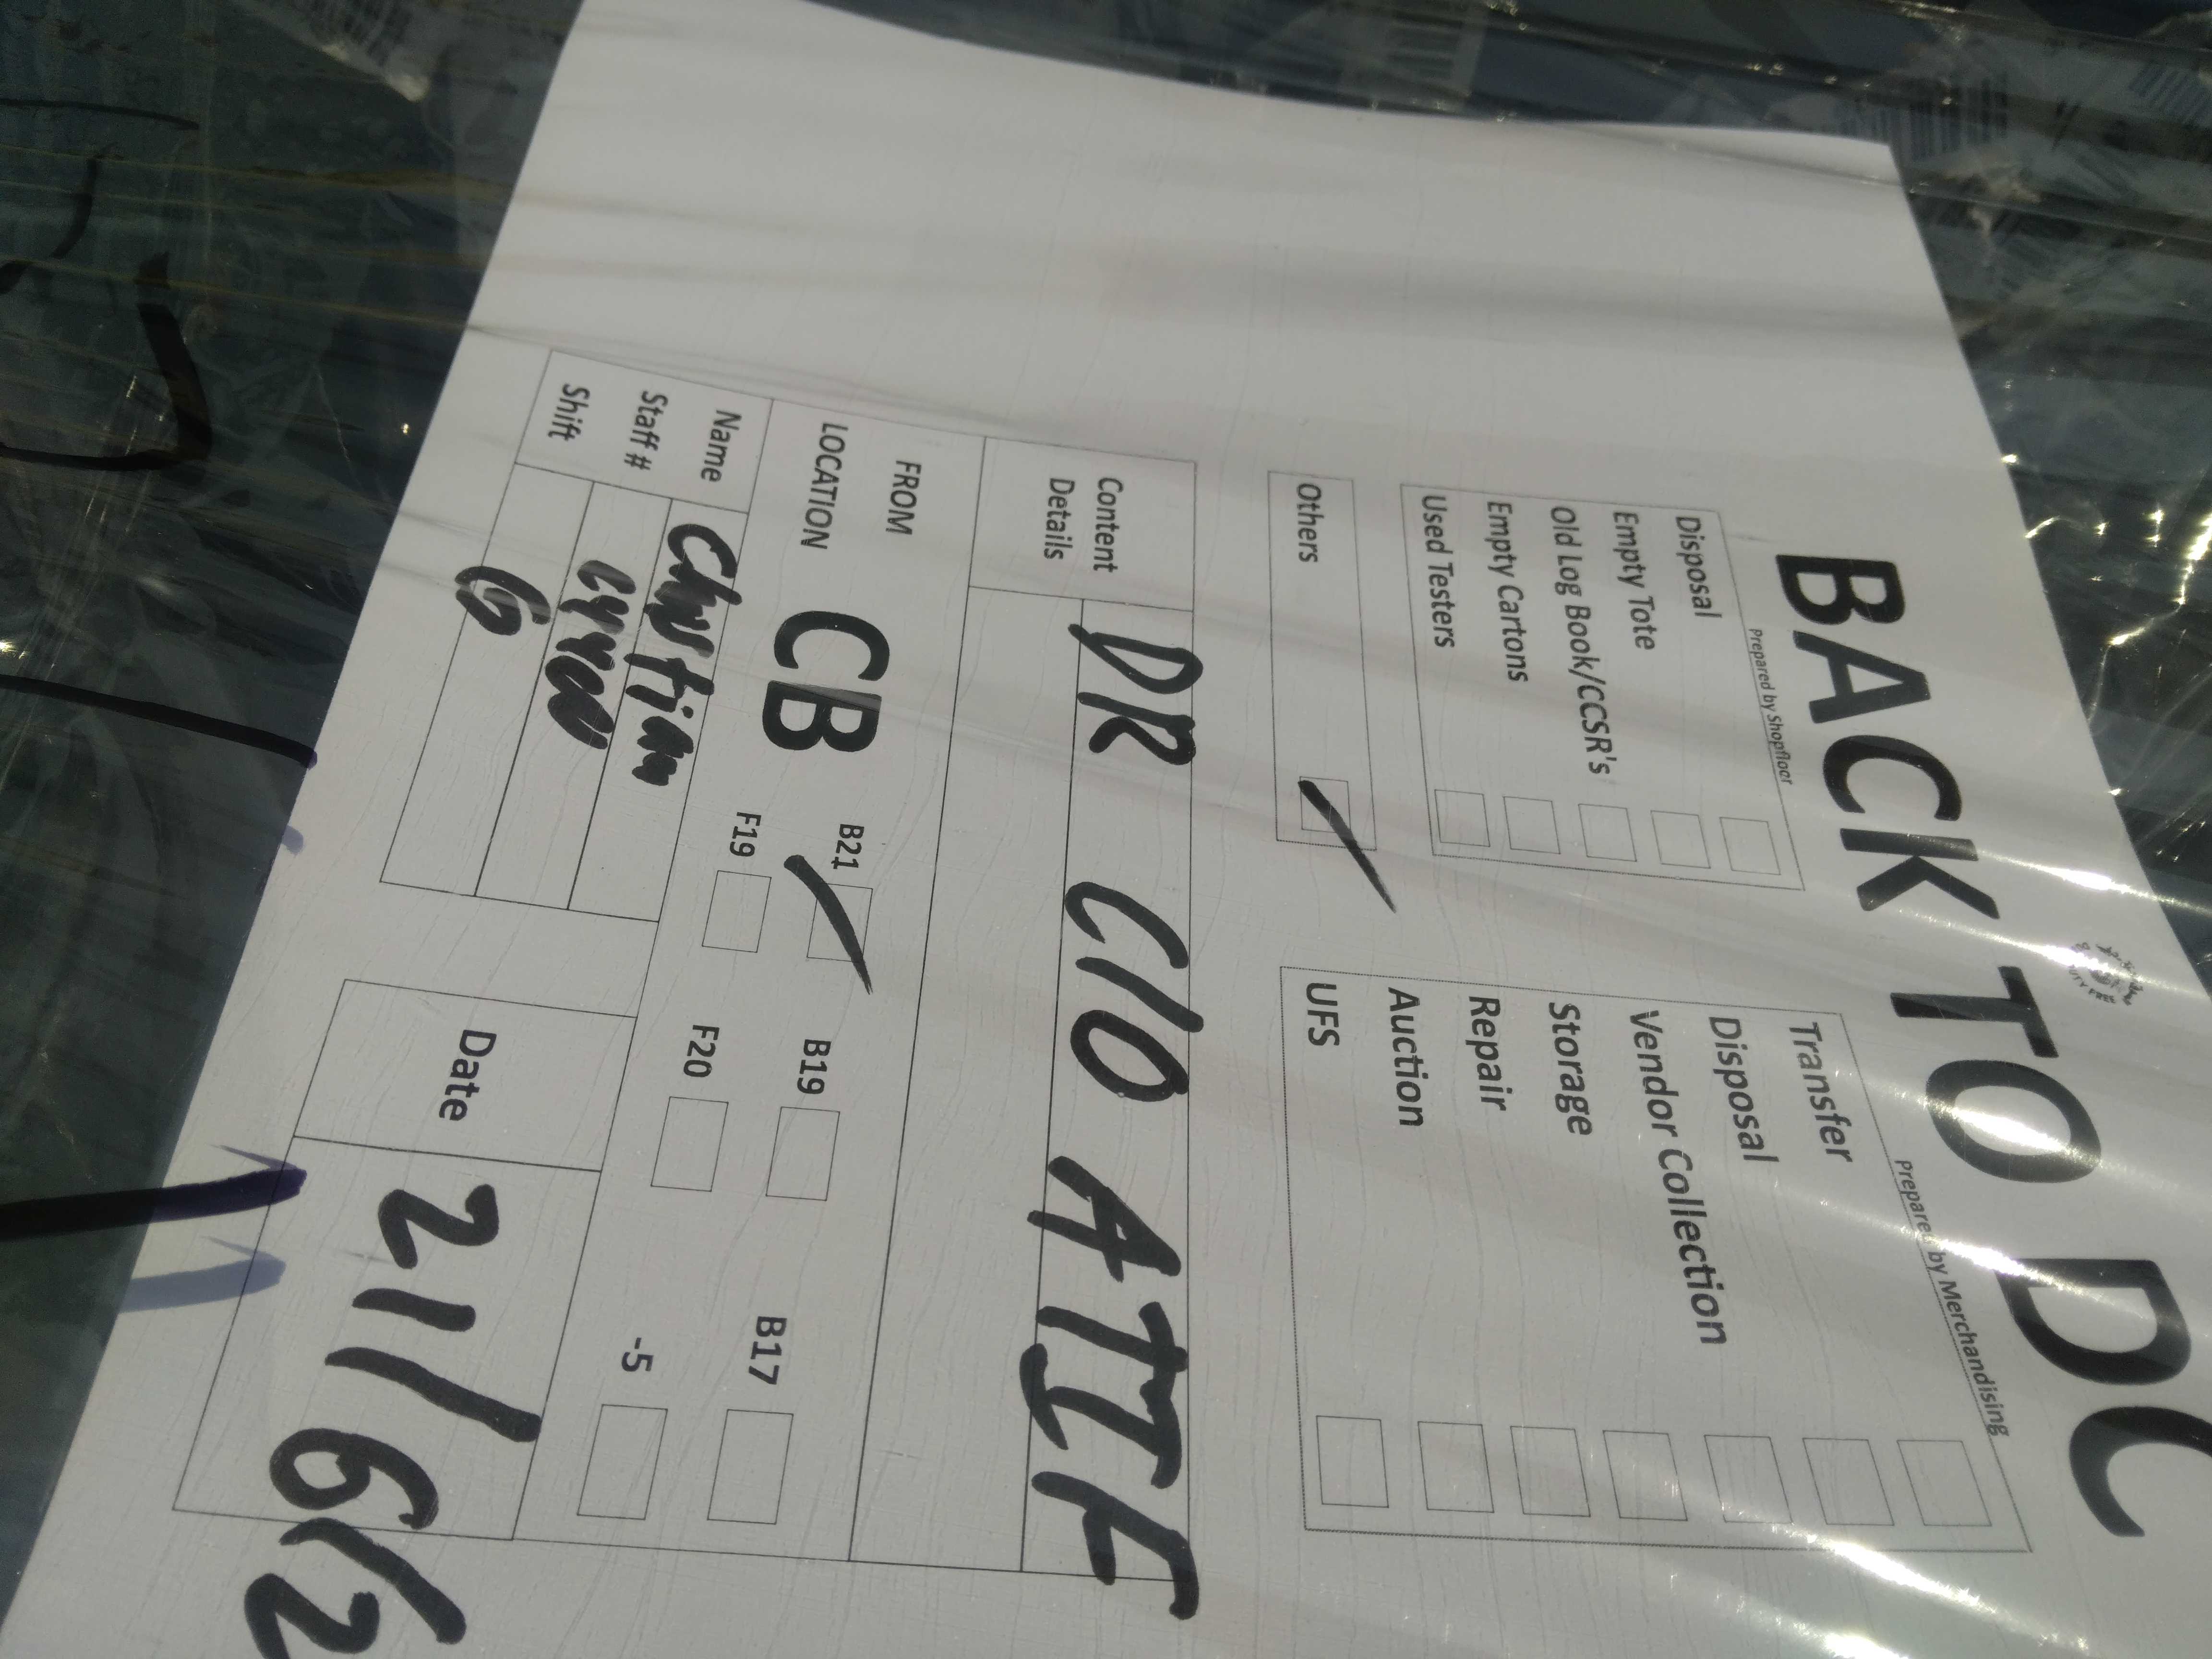 BACK TO DC
Prepared by Shopfloor
Disposal
Empty Tote
Old Log Book/CCSR's
Empty Cartons
Used Testers
Others
Prepared by Merchandising
Transfer
Disposal
Vendor Collection
Storage
Repair
Auction
UFS
Content Details
DR C/O ATIF
FROM
LOCATION
CB
B21
B19
B17
F19
F20
-5
Name
Staff #
Shift
G
Date
21/6/2